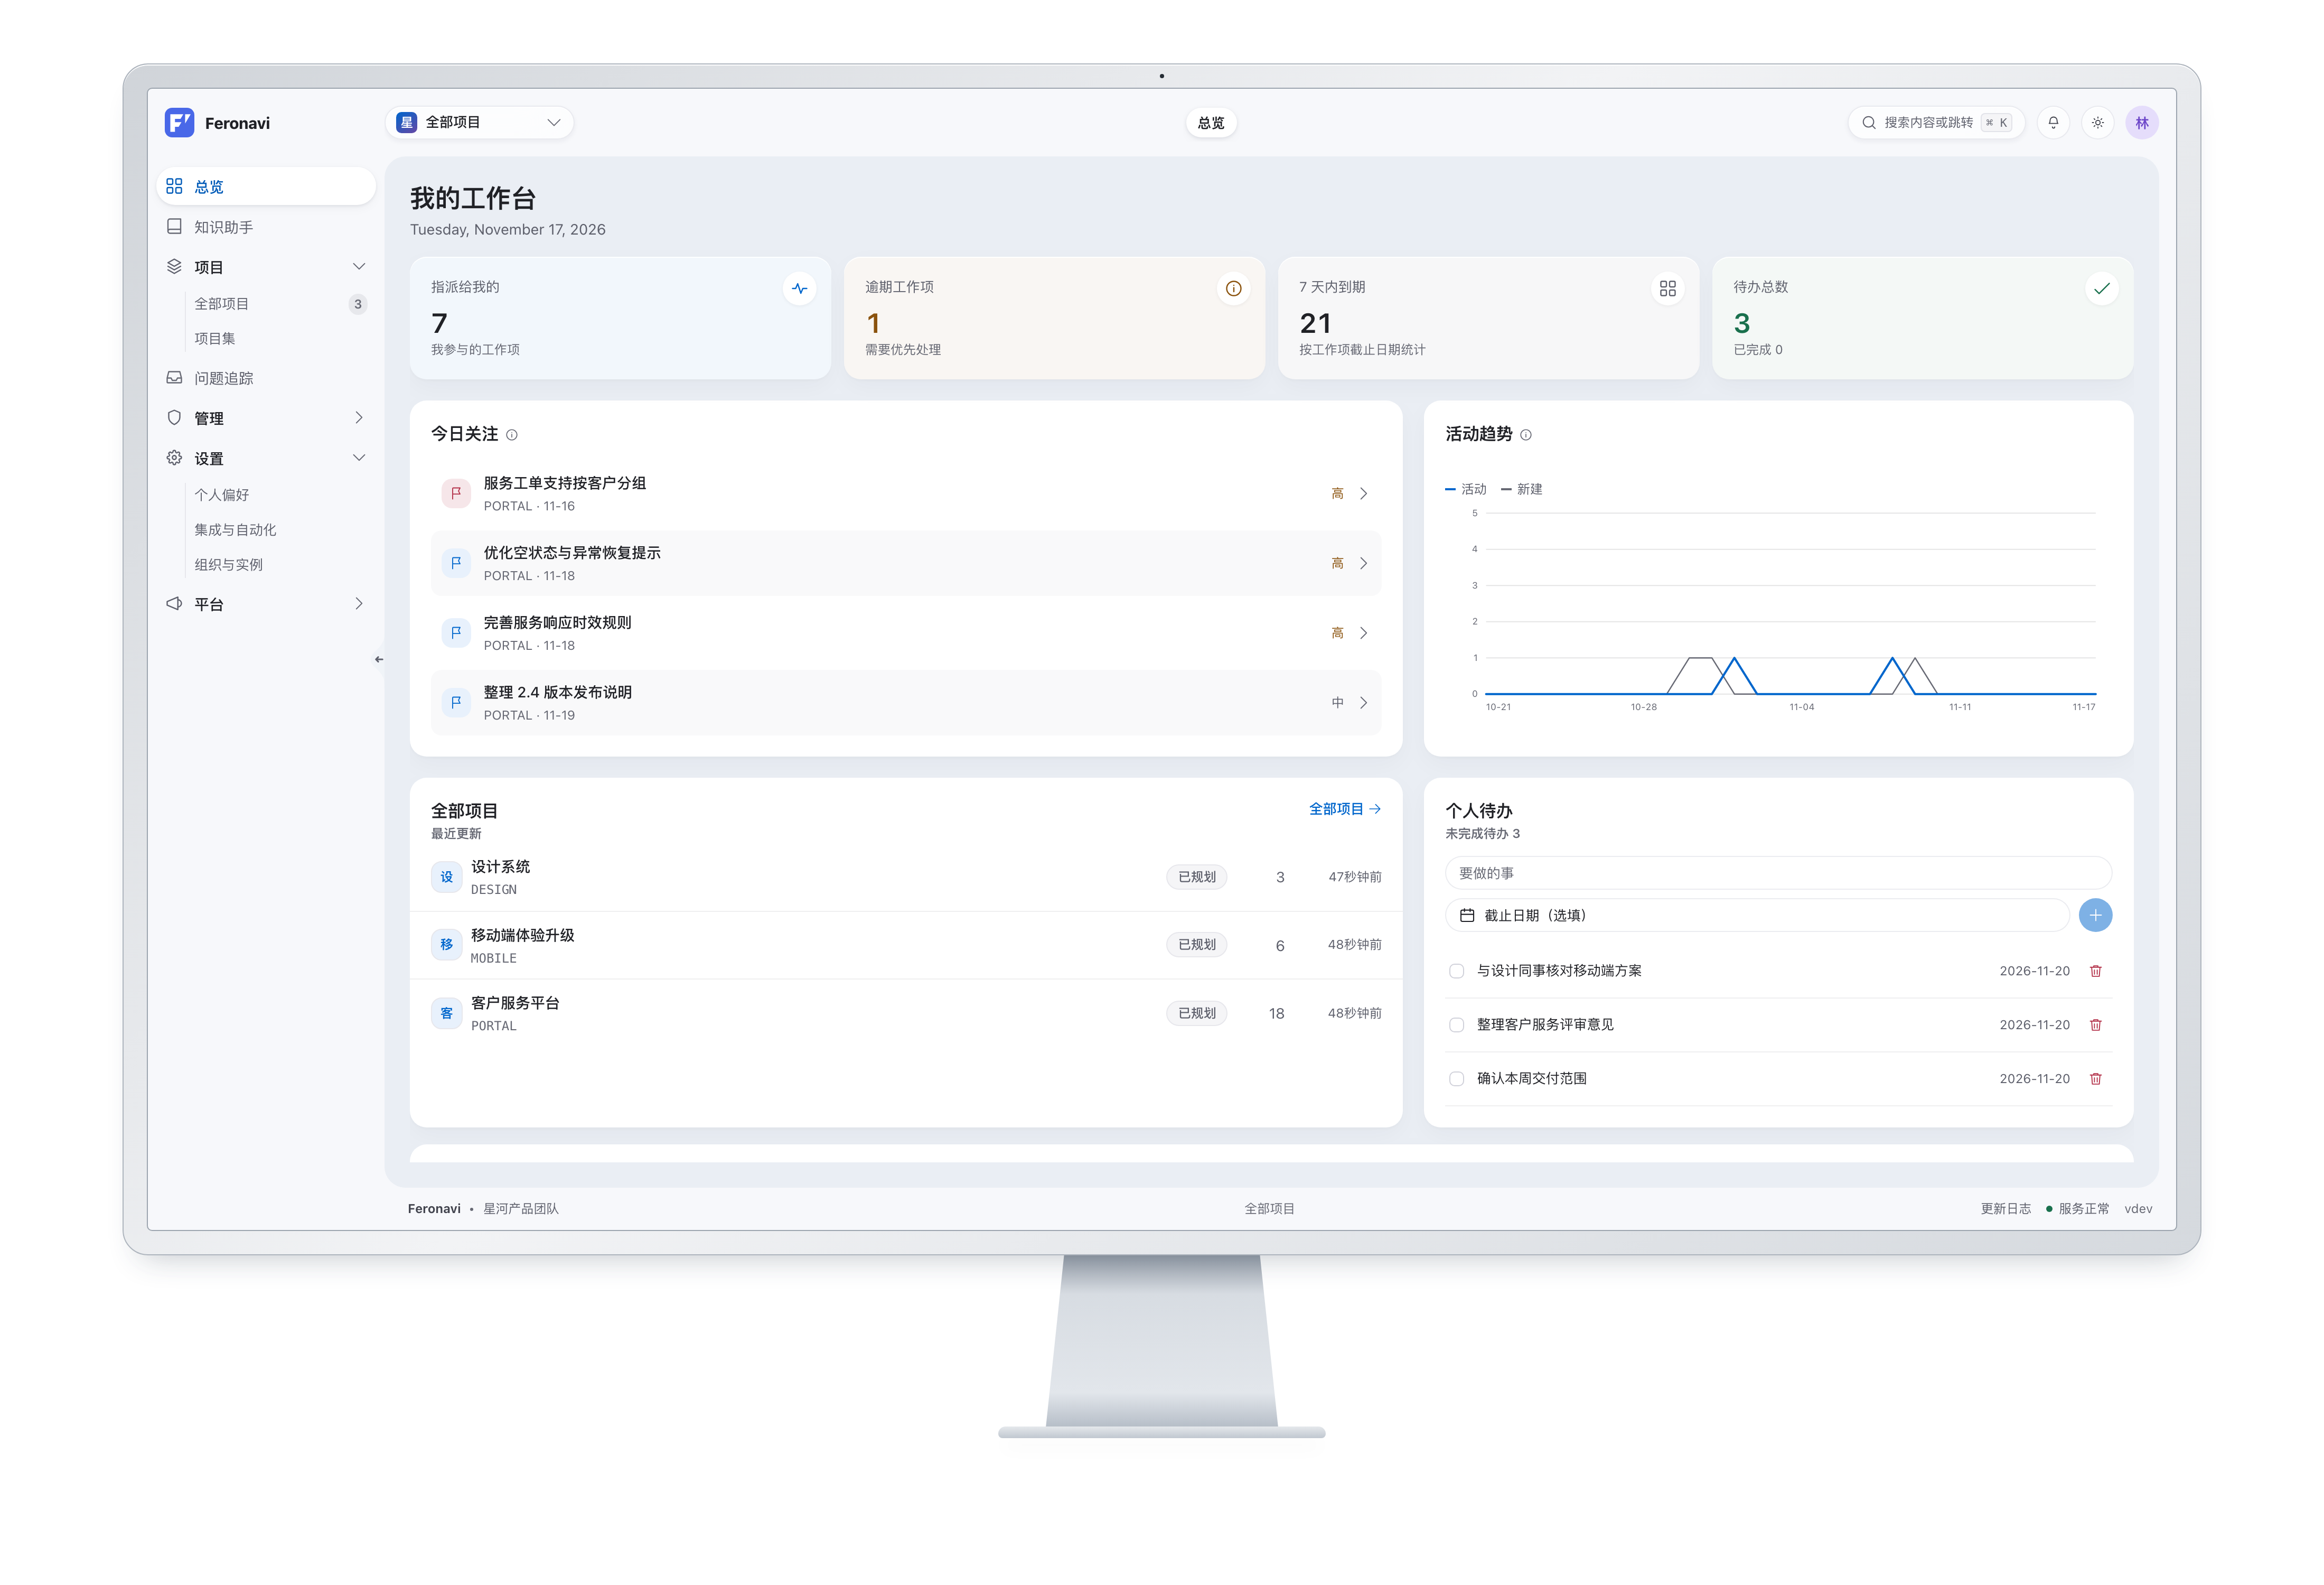 Feronavi
星 全部项目
总览
搜索内容或跳转 ⌘ K
林
总览
知识助手
项目
全部项目 3
项目集
问题追踪
管理
设置
个人偏好
集成与自动化
组织与实例
平台
我的工作台
Tuesday, November 17, 2026
指派给我的
7
我参与的工作项
逾期工作项
1
需要优先处理
7 天内到期
21
按工作项截止日期统计
待办总数
3
已完成 0
今日关注
服务工单支持按客户分组
PORTAL · 11-16
高
优化空状态与异常恢复提示
PORTAL · 11-18
高
完善服务响应时效规则
PORTAL · 11-18
高
整理 2.4 版本发布说明
PORTAL · 11-19
中
活动趋势
活动 新建
5
4
3
2
1
0
10-21 10-28 11-04 11-11 11-17
全部项目
最近更新
全部项目
设 设计系统
DESIGN
已规划 3 47秒钟前
移 移动端体验升级
MOBILE
已规划 6 48秒钟前
客 客户服务平台
PORTAL
已规划 18 48秒钟前
个人待办
未完成待办 3
要做的事
截止日期（选填）
与设计同事核对移动端方案 2026-11-20
整理客户服务评审意见 2026-11-20
确认本周交付范围 2026-11-20
Feronavi • 星河产品团队
全部项目
更新日志 服务正常 vdev